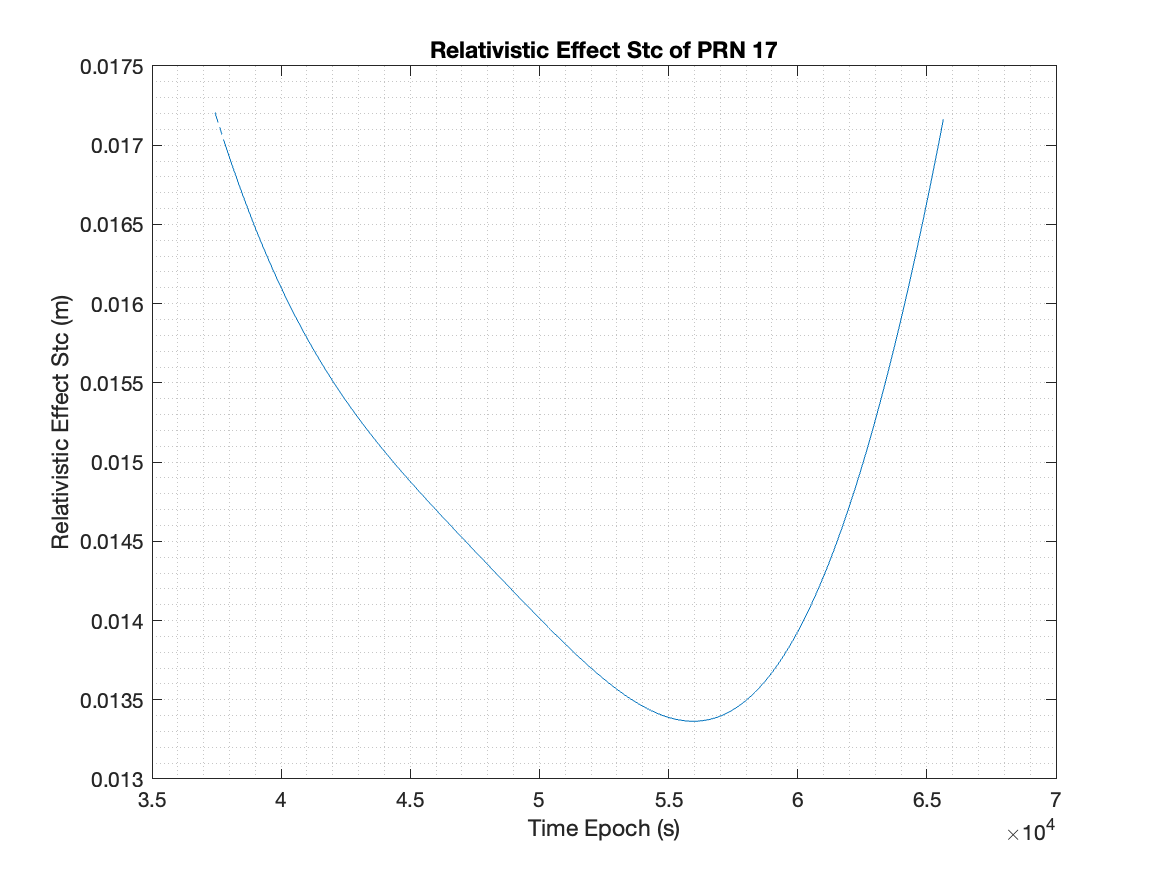 Relativistic Effect Stc of PRN 17
Relativistic Effect Stc (m)
0.0175
0.017
0.0165
0.016
0.0155
0.015
0.0145
0.014
0.0135
0.013
3.5 4 4.5 5 5.5 6 6.5 7
Time Epoch (s)
×10⁴